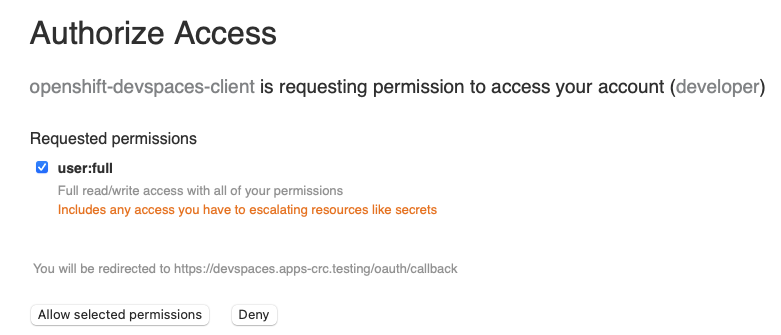 Authorize Access
openshift-devspaces-client is requesting permission to access your account (developer)
Requested permissions
user:full
Full read/write access with all of your permissions
Includes any access you have to escalating resources like secrets
You will be redirected to https://devspaces.apps-crc.testing/oauth/callback
Allow selected permissions Deny